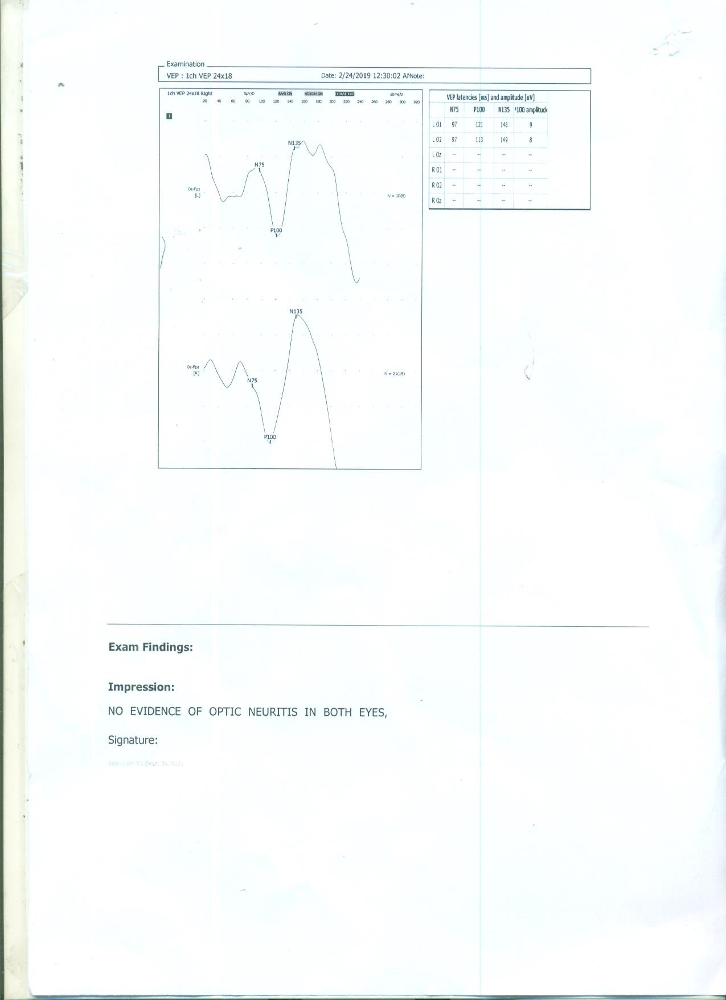 Examination
VEP : 1ch VEP 24x18 Date: 2/24/2019 12:30:02 AMNote:
1ch VEP 24x18 Right 5µV/D AVG ON NOTCH ON 20ms/D
20 40 60 80 100 120 140 160 180 200 220 240 260 280 300 320
1
N135
N75
Oz-Fpz
[L] N = 10(8)
P100
N135
Oz-Fpz
[R] N = 21(15)
N75
P100
VEP latencies [ms] and amplitude [uV]
N75 P100 N135 P100 amplitude
L O1 97 121 146 9
L O2 97 113 149 8
L Oz -- -- -- --
R O1 -- -- -- --
R O2 -- -- -- --
R Oz -- -- -- --
Exam Findings:
Impression:
NO EVIDENCE OF OPTIC NEURITIS IN BOTH EYES,
Signature: